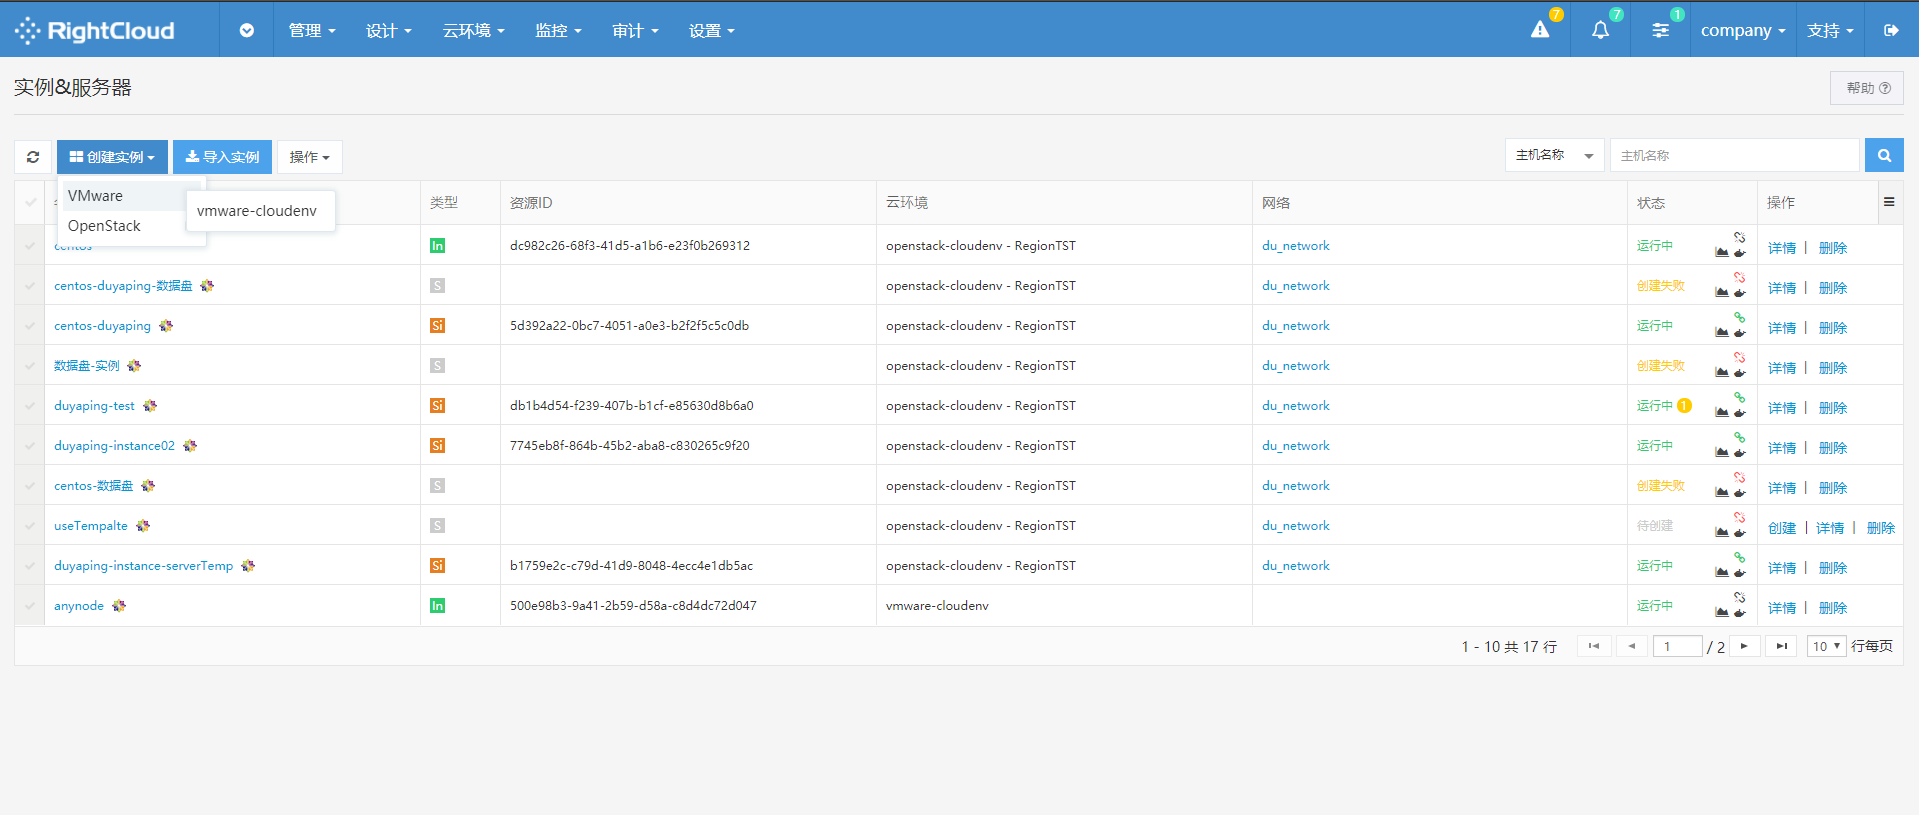 RightCloud 管理 设计 云环境 监控 审计 设置 7 7 1 company 支持
实例&服务器 帮助
创建实例 导入实例 操作 主机名称 主机名称
VMware
OpenStack
vmware-cloudenv
类型 资源ID 云环境 网络 状态 操作
centos In dc982c26-68f3-41d5-a1b6-e23f0b269312 openstack-cloudenv - RegionTST du_network 运行中 详情 | 删除
centos-duyaping-数据盘 S openstack-cloudenv - RegionTST du_network 创建失败 详情 | 删除
centos-duyaping Si 5d392a22-0bc7-4051-a0e3-b2f2f5c5c0db openstack-cloudenv - RegionTST du_network 运行中 详情 | 删除
数据盘-实例 S openstack-cloudenv - RegionTST du_network 创建失败 详情 | 删除
duyaping-test Si db1b4d54-f239-407b-b1cf-e85630d8b6a0 openstack-cloudenv - RegionTST du_network 运行中 1 详情 | 删除
duyaping-instance02 Si 7745eb8f-864b-45b2-aba8-c830265c9f20 openstack-cloudenv - RegionTST du_network 运行中 详情 | 删除
centos-数据盘 S openstack-cloudenv - RegionTST du_network 创建失败 详情 | 删除
useTempalte S openstack-cloudenv - RegionTST du_network 待创建 创建 | 详情 | 删除
duyaping-instance-serverTemp Si b1759e2c-c79d-41d9-8048-4ecc4e1db5ac openstack-cloudenv - RegionTST du_network 运行中 详情 | 删除
anynode In 500e98b3-9a41-2b59-d58a-c8d4dc72d047 vmware-cloudenv 运行中 详情 | 删除
1 - 10 共 17 行 1 / 2 10 行每页